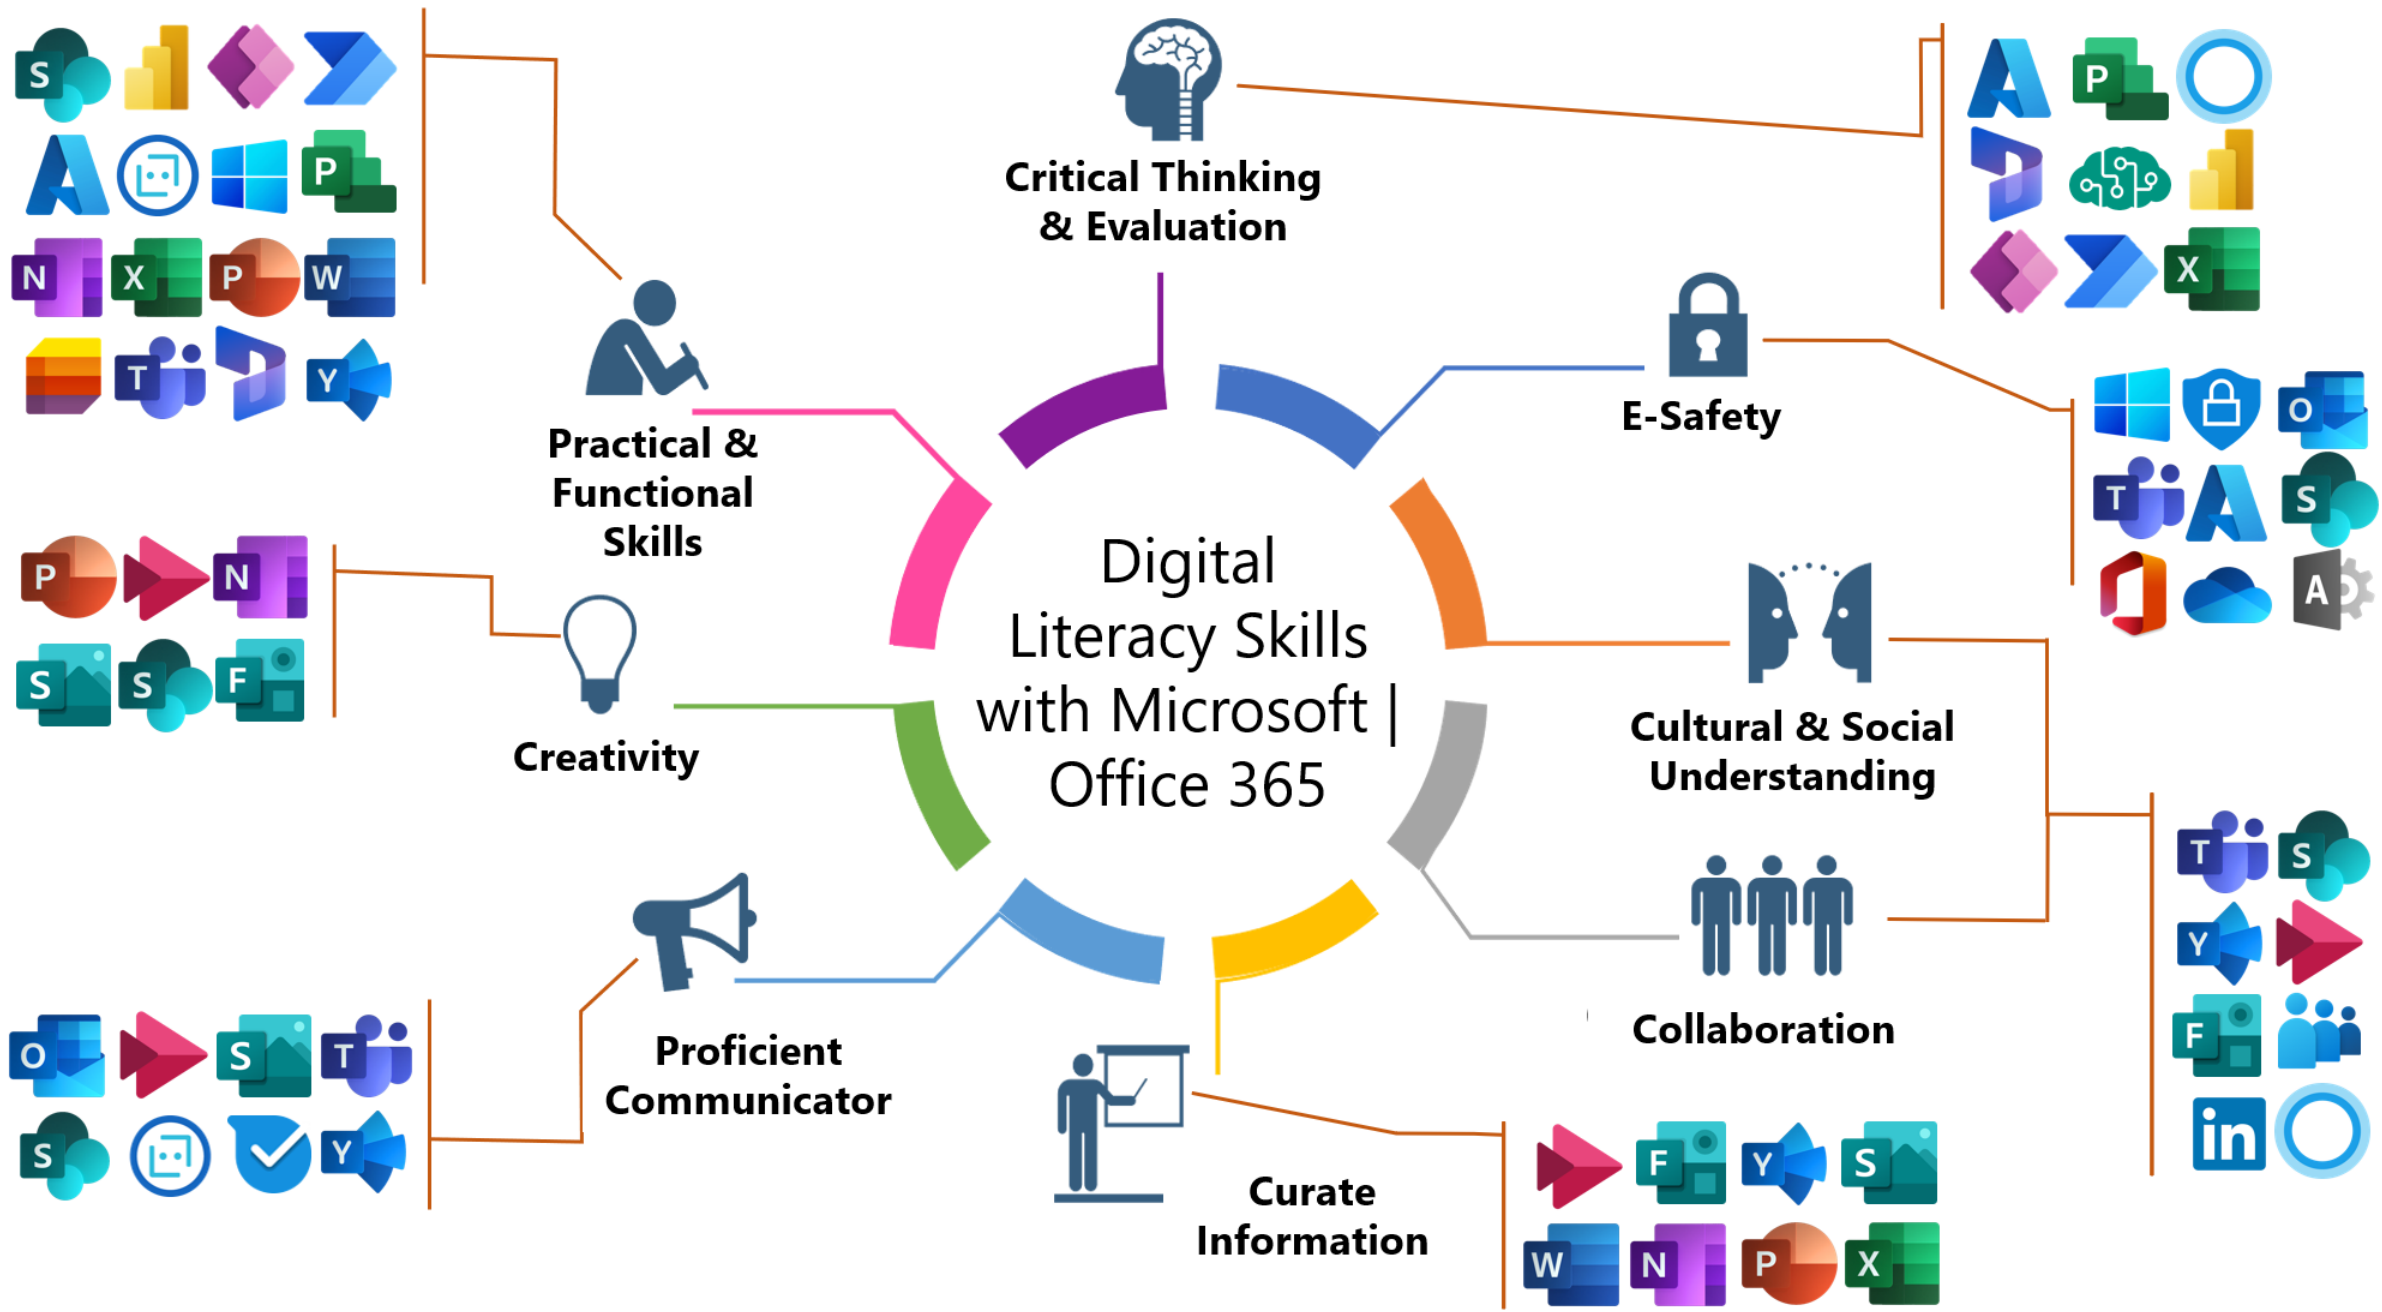 Digital
Literacy Skills
with Microsoft |
Office 365
Critical Thinking
& Evaluation
E-Safety
Cultural & Social
Understanding
Collaboration
Curate
Information
Proficient
Communicator
Creativity
Practical &
Functional
Skills
S
P
N X P W
T Y
P N
S S F
O S T
S Y
P
X
O
T S
A
T S
Y
F
in
F Y S
W N P X